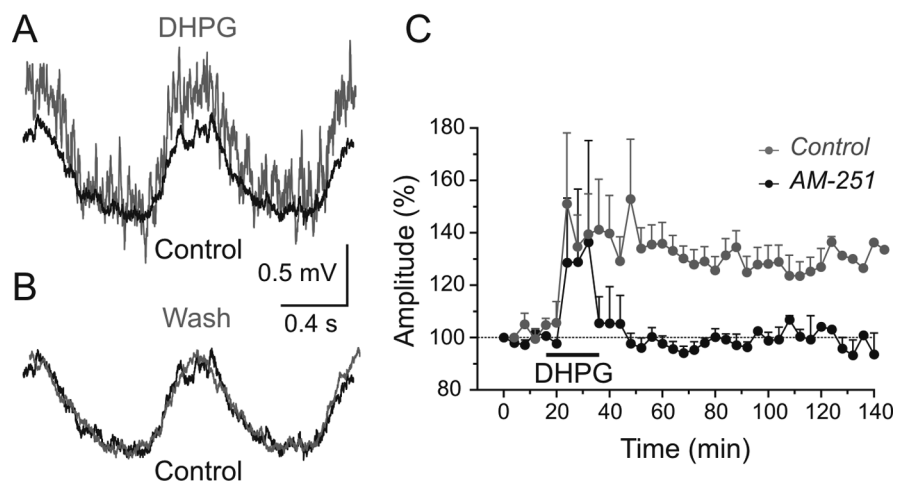 A
DHPG
Control
0.5 mV
0.4 s
B
Wash
Control
C
Amplitude (%)
180
160
140
120
100
80
Control
AM-251
DHPG
0 20 40 60 80 100 120 140
Time (min)